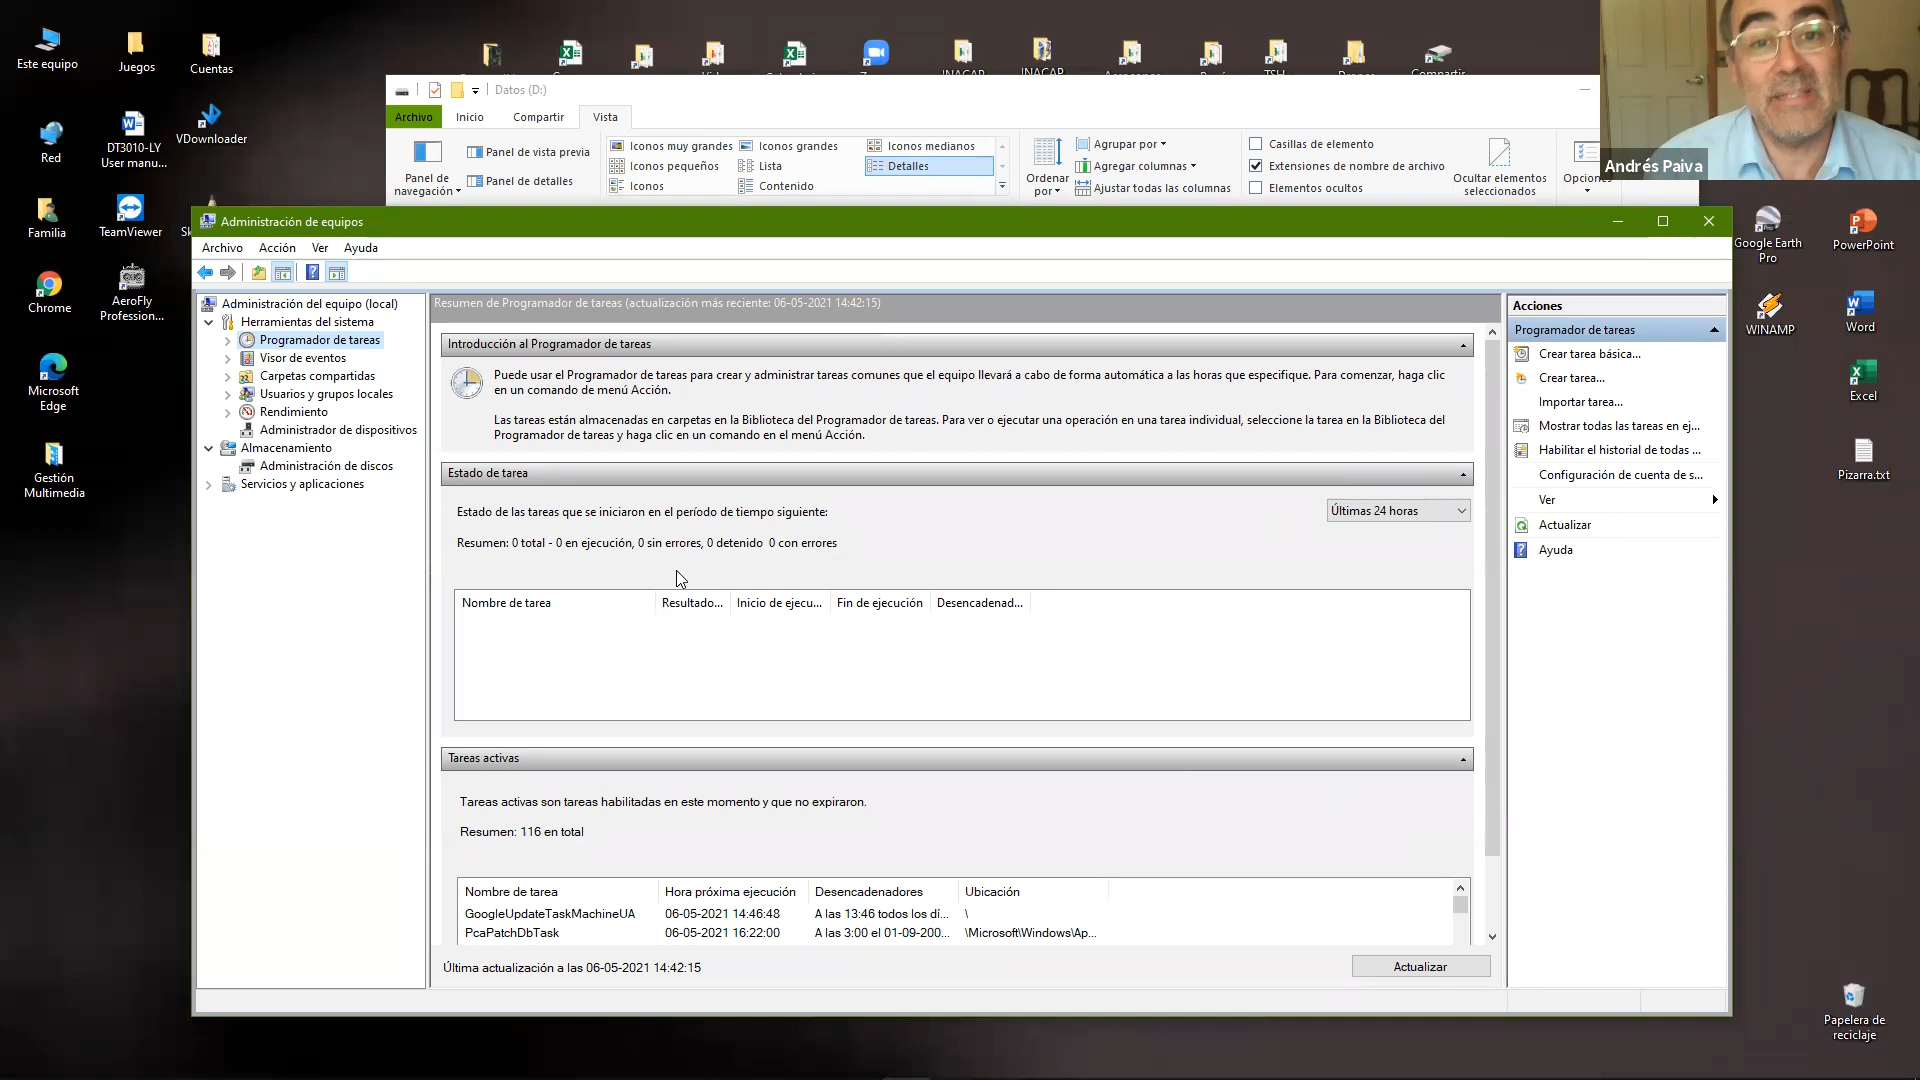 Este equipo
Juegos
Cuentas
Red
DT3010-LY
User manu...
VDownloader
Familia
TeamViewer
Chrome
AeroFly
Profession...
Microsoft
Edge
Gestión
Multimedia
INACAP
INACAP
TSH
Compartir
Datos (D:)
Archivo
Inicio
Compartir
Vista
Panel de
navegación
Panel de vista previa
Panel de detalles
Iconos muy grandes
Iconos grandes
Iconos medianos
Iconos pequeños
Lista
Detalles
Iconos
Contenido
Ordenar
por
Agrupar por
Agregar columnas
Ajustar todas las columnas
Casillas de elemento
Extensiones de nombre de archivo
Elementos ocultos
Ocultar elementos
seleccionados
Opciones
Andrés Paiva
Administración de equipos
Archivo
Acción
Ver
Ayuda
Administración del equipo (local)
Herramientas del sistema
Programador de tareas
Visor de eventos
Carpetas compartidas
Usuarios y grupos locales
Rendimiento
Administrador de dispositivos
Almacenamiento
Administración de discos
Servicios y aplicaciones
Resumen de Programador de tareas (actualización más reciente: 06-05-2021 14:42:15)
Introducción al Programador de tareas
Puede usar el Programador de tareas para crear y administrar tareas comunes que el equipo llevará a cabo de forma automática a las horas que especifique. Para comenzar, haga clic
en un comando de menú Acción.
Las tareas están almacenadas en carpetas en la Biblioteca del Programador de tareas. Para ver o ejecutar una operación en una tarea individual, seleccione la tarea en la Biblioteca del
Programador de tareas y haga clic en un comando en el menú Acción.
Estado de tarea
Estado de las tareas que se iniciaron en el período de tiempo siguiente:
Últimas 24 horas
Resumen: 0 total - 0 en ejecución, 0 sin errores, 0 detenido 0 con errores
Nombre de tarea
Resultado...
Inicio de ejecu...
Fin de ejecución
Desencadenad...
Tareas activas
Tareas activas son tareas habilitadas en este momento y que no expiraron.
Resumen: 116 en total
Nombre de tarea
Hora próxima ejecución
Desencadenadores
Ubicación
GoogleUpdateTaskMachineUA
06-05-2021 14:46:48
A las 13:46 todos los dí...
\
PcaPatchDbTask
06-05-2021 16:22:00
A las 3:00 el 01-09-200...
\Microsoft\Windows\Ap...
Última actualización a las 06-05-2021 14:42:15
Actualizar
Acciones
Programador de tareas
Crear tarea básica...
Crear tarea...
Importar tarea...
Mostrar todas las tareas en ej...
Habilitar el historial de todas ...
Configuración de cuenta de s...
Ver
Actualizar
Ayuda
Google Earth
Pro
PowerPoint
WINAMP
Word
Excel
Pizarra.txt
Papelera de
reciclaje